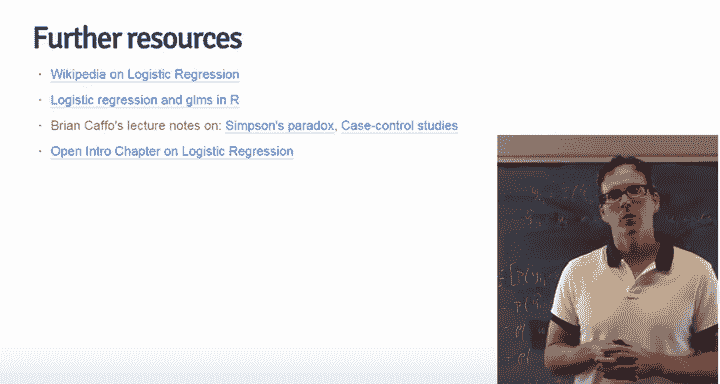 Further resources
Wikipedia on Logistic Regression
Logistic regression and glms in R
Brian Caffo's lecture notes on: Simpson's paradox, Case-control studies
Open Intro Chapter on Logistic Regression